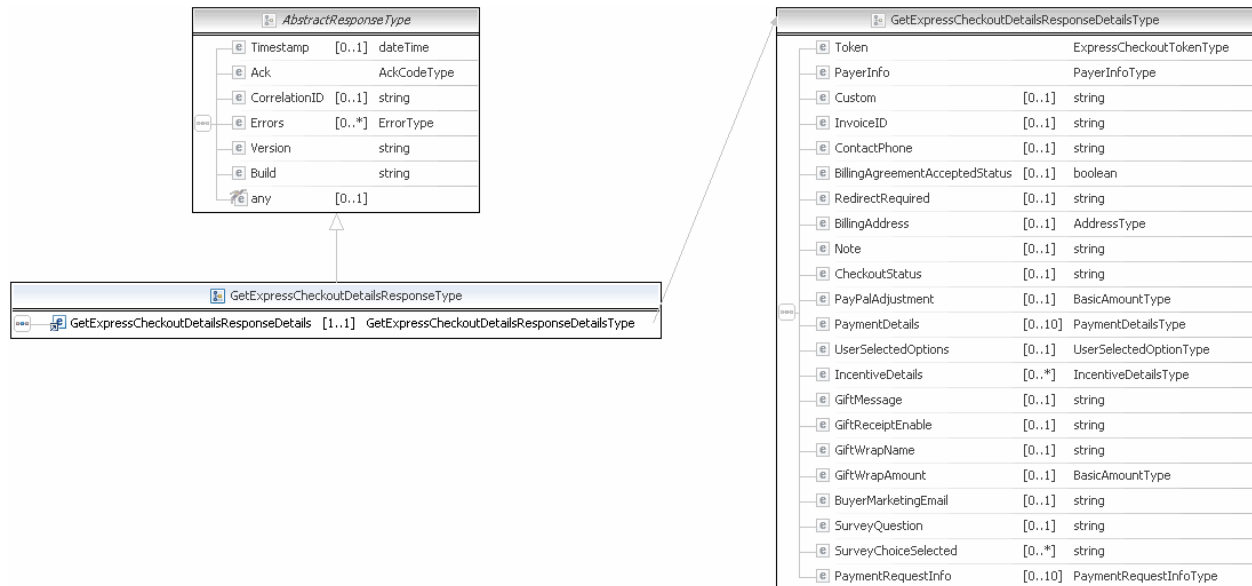 AbstractResponseType
Timestamp [0..1] dateTime
Ack AckCodeType
CorrelationID [0..1] string
Errors [0..*] ErrorType
Version string
Build string
any [0..1]
GetExpressCheckoutDetailsResponseType
GetExpressCheckoutDetailsResponseDetails [1..1] GetExpressCheckoutDetailsResponseDetailsType
GetExpressCheckoutDetailsResponseDetailsType
Token ExpressCheckoutTokenType
PayerInfo PayerInfoType
Custom [0..1] string
InvoiceID [0..1] string
ContactPhone [0..1] string
BillingAgreementAcceptedStatus [0..1] boolean
RedirectRequired [0..1] string
BillingAddress [0..1] AddressType
Note [0..1] string
CheckoutStatus [0..1] string
PayPalAdjustment [0..1] BasicAmountType
PaymentDetails [0..10] PaymentDetailsType
UserSelectedOptions [0..1] UserSelectedOptionType
IncentiveDetails [0..*] IncentiveDetailsType
GiftMessage [0..1] string
GiftReceiptEnable [0..1] string
GiftWrapName [0..1] string
GiftWrapAmount [0..1] BasicAmountType
BuyerMarketingEmail [0..1] string
SurveyQuestion [0..1] string
SurveyChoiceSelected [0..*] string
PaymentRequestInfo [0..10] PaymentRequestInfoType